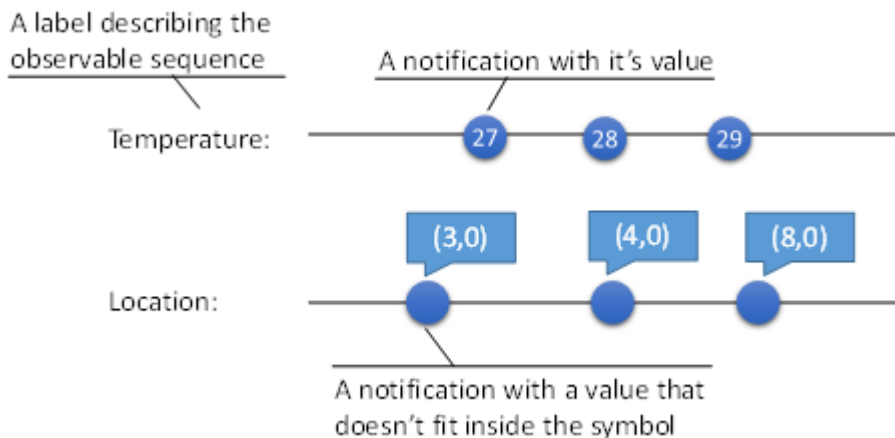 A label describing the
observable sequence
A notification with it's value
Temperature:
27
28
29
(3,0)
(4,0)
(8,0)
Location:
A notification with a value that
doesn't fit inside the symbol